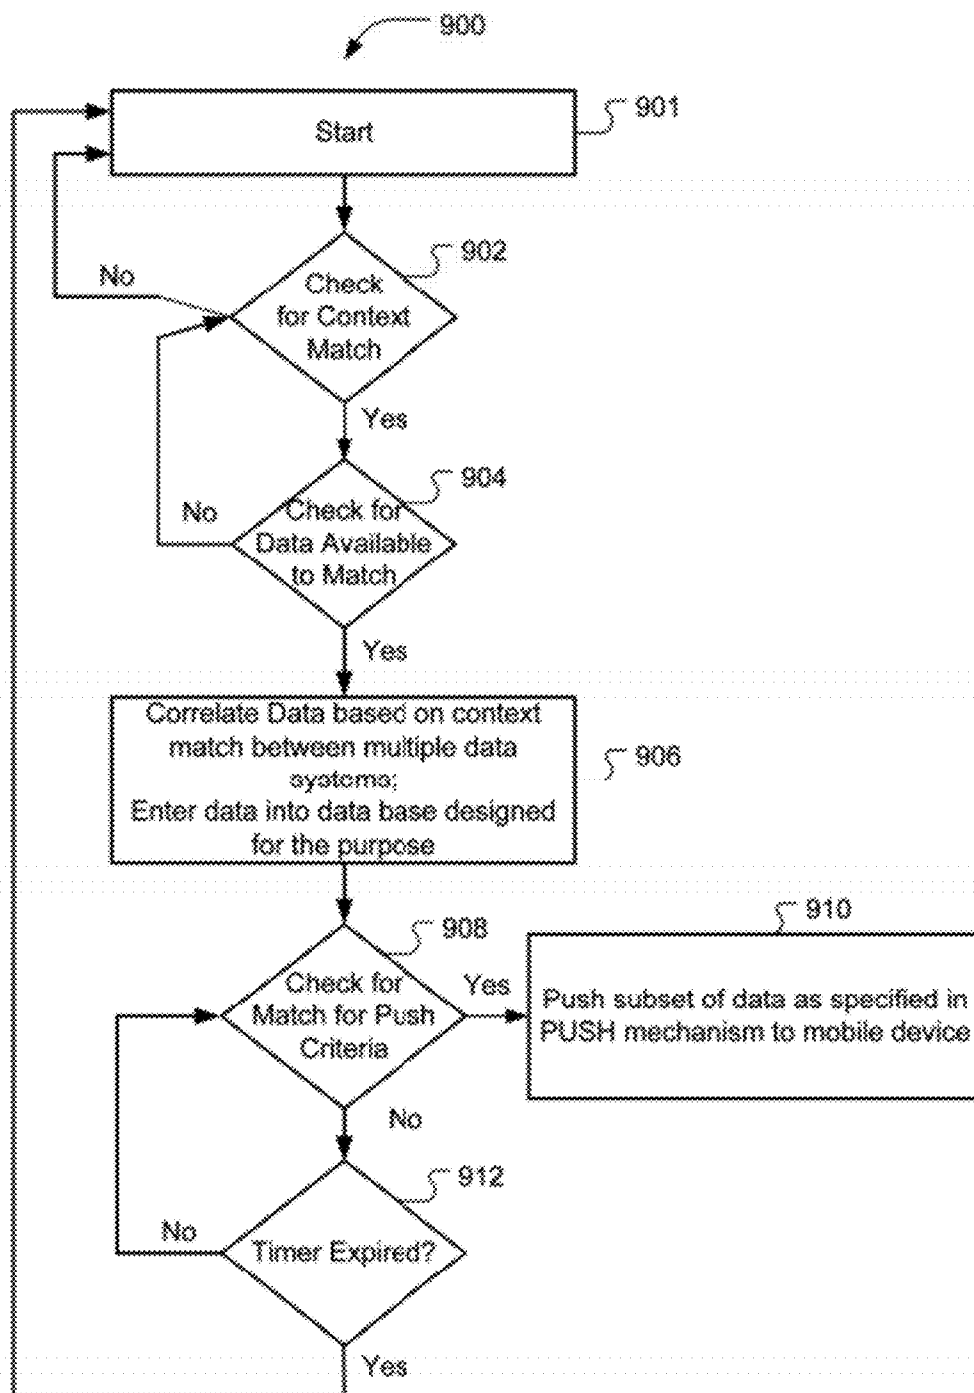 900
Start
901
902
Check
for Context
Match
No
Yes
904
Check for
Data Available
to Match
No
Yes
Correlate Data based on context
match between multiple data
systems;
Enter data into data base designed
for the purpose
906
908
Check for
Match for Push
Criteria
Yes
910
Push subset of data as specified in
PUSH mechanism to mobile device
No
912
Timer Expired?
No
Yes